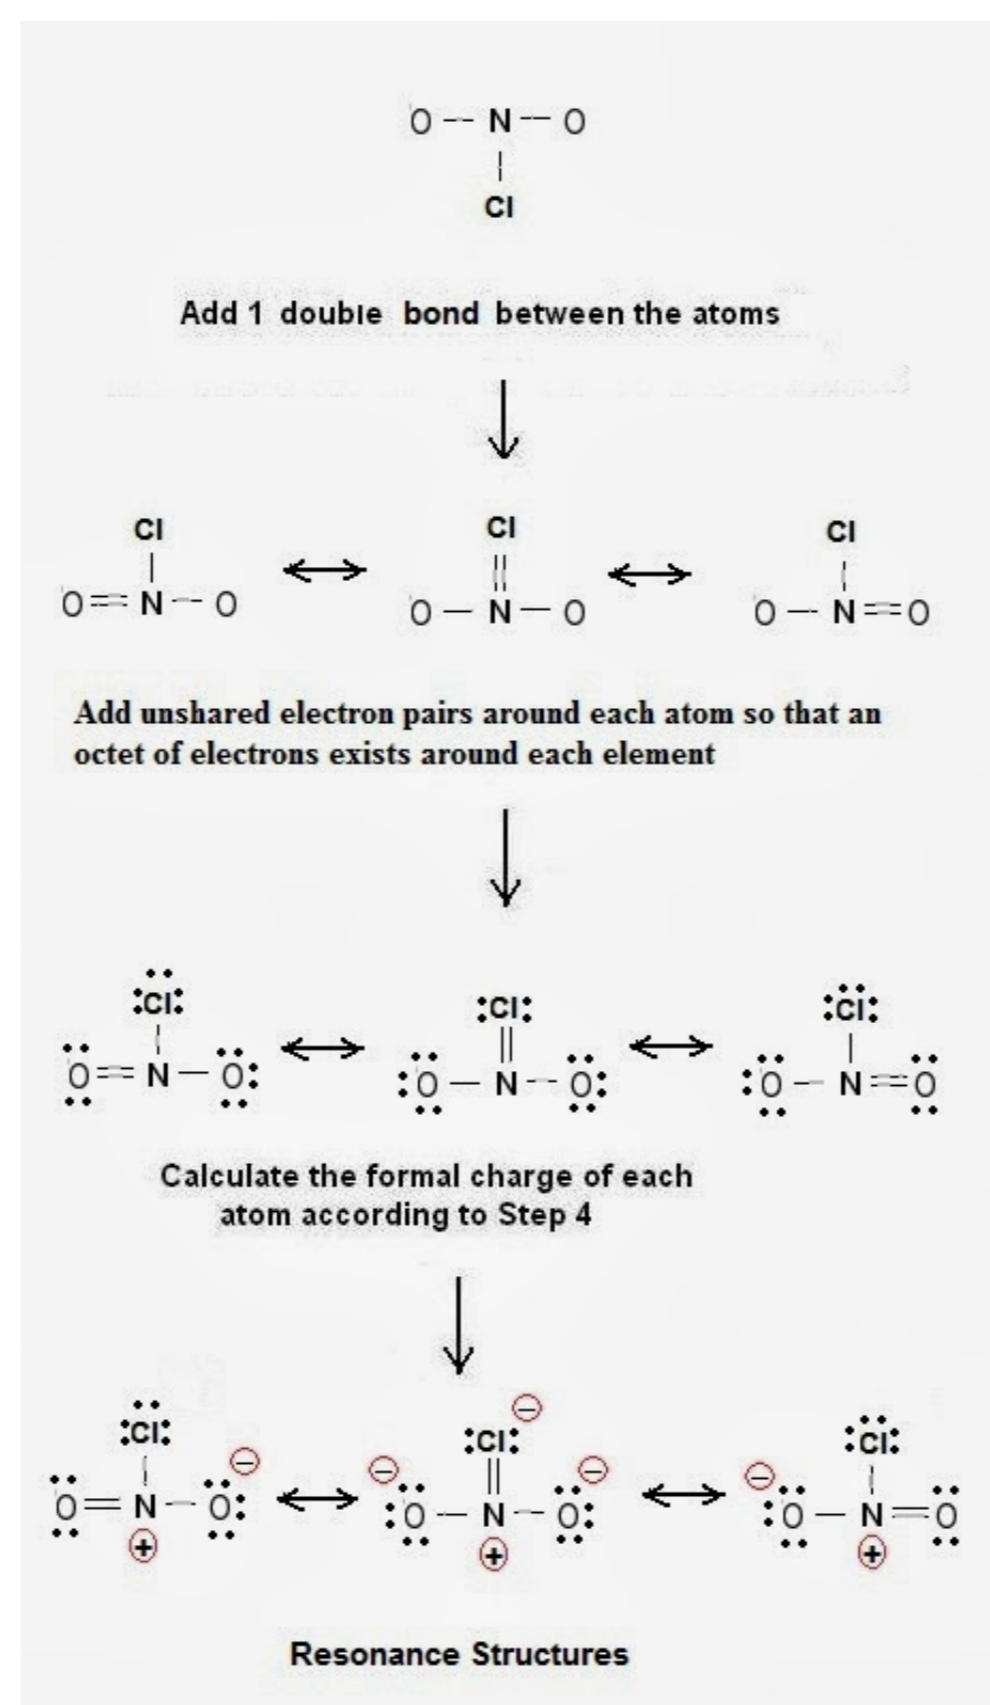 O -- N -- O
|
Cl
Add 1 double bond between the atoms
Cl Cl Cl
| || |
O == N -- O ↔ O — N — O ↔ O — N == O
Add unshared electron pairs around each atom so that an
octet of electrons exists around each element
:Cl: :Cl: :Cl:
| || |
O == N — O: ↔ :O — N -- O: ↔ :O — N == O
Calculate the formal charge of each
atom according to Step 4
−
:Cl: :Cl: :Cl:
− − − −
| || |
O == N — O: ↔ :O — N — O: ↔ :O — N == O
+ + +
Resonance Structures